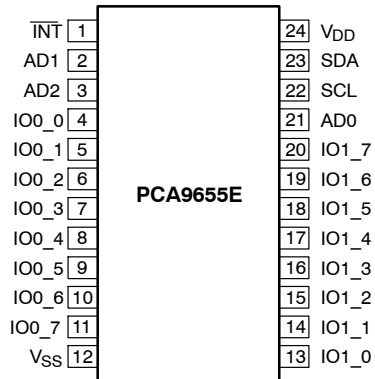 INT 1 24 VDD
AD1 2 23 SDA
AD2 3 22 SCL
IO0_0 4 21 AD0
IO0_1 5 20 IO1_7
IO0_2 6 19 IO1_6
PCA9655E
IO0_3 7 18 IO1_5
IO0_4 8 17 IO1_4
IO0_5 9 16 IO1_3
IO0_6 10 15 IO1_2
IO0_7 11 14 IO1_1
VSS 12 13 IO1_0